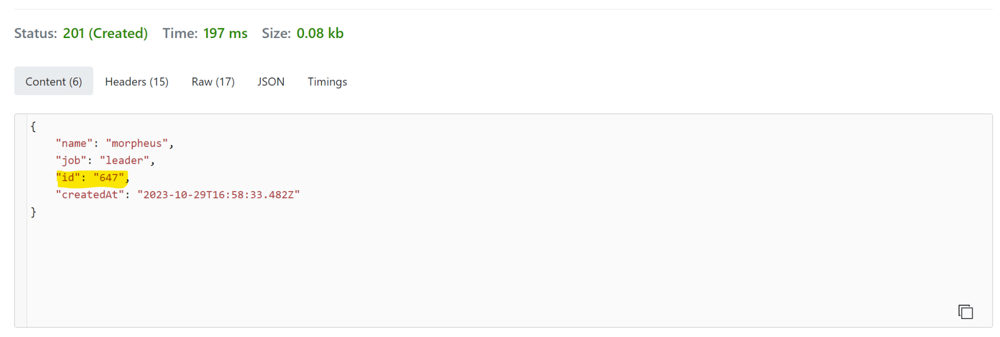 Status: 201 (Created) Time: 197 ms Size: 0.08 kb
Content (6) Headers (15) Raw (17) JSON Timings
{
    "name": "morpheus",
    "job": "leader",
    "id": "647",
    "createdAt": "2023-10-29T16:58:33.482Z"
}